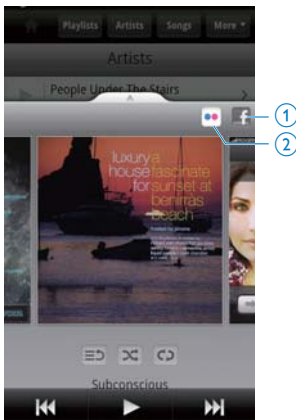 Playlists Artists Songs More
Artists
People Under The Stairs
f
1
2
luxury a
house fascinate
for sunset at
benirras
beach
Subconscious